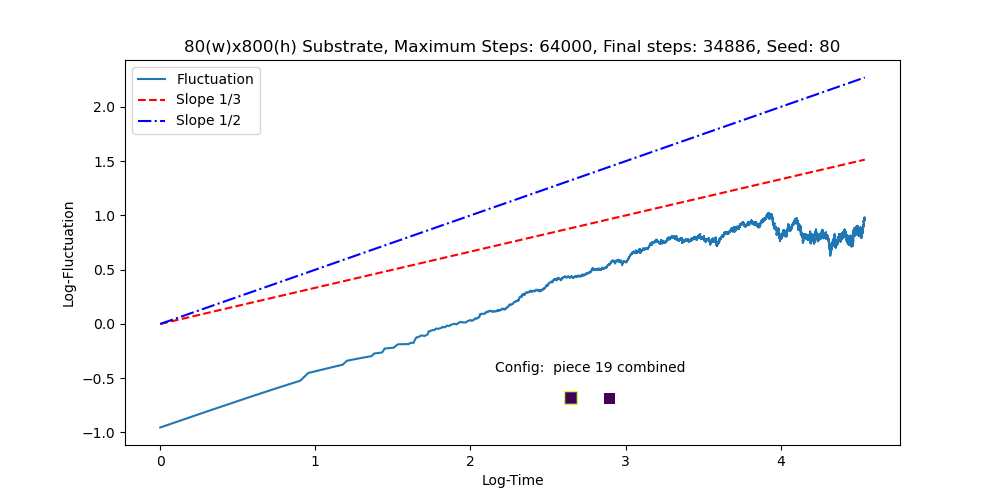 80(w)x800(h) Substrate, Maximum Steps: 64000, Final steps: 34886, Seed: 80
Fluctuation
Slope 1/3
Slope 1/2
Log-Fluctuation
2.0
1.5
1.0
0.5
0.0
−0.5
−1.0
Config:  piece 19 combined
0 1 2 3 4
Log-Time